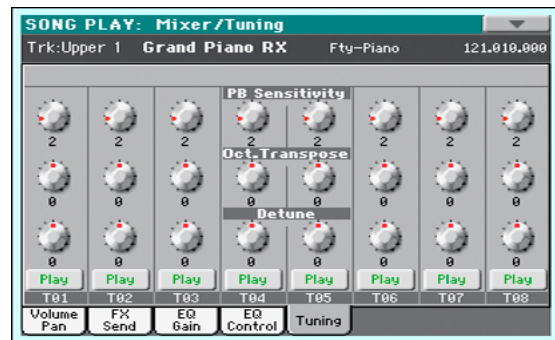 SONG PLAY: Mixer/Tuning
Trk:Upper 1 Grand Piano RX Fty-Piano 121.010.000
PB Sensitivity
2 2 2 2 2 2 2 2
Oct.Transpose
0 0 0 0 0 0 0 0
Detune
0 0 0 0 0 0 0 0
Play Play Play Play Play Play Play Play
T01 T02 T03 T04 T05 T06 T07 T08
Volume Pan FX Send EQ Gain EQ Control Tuning